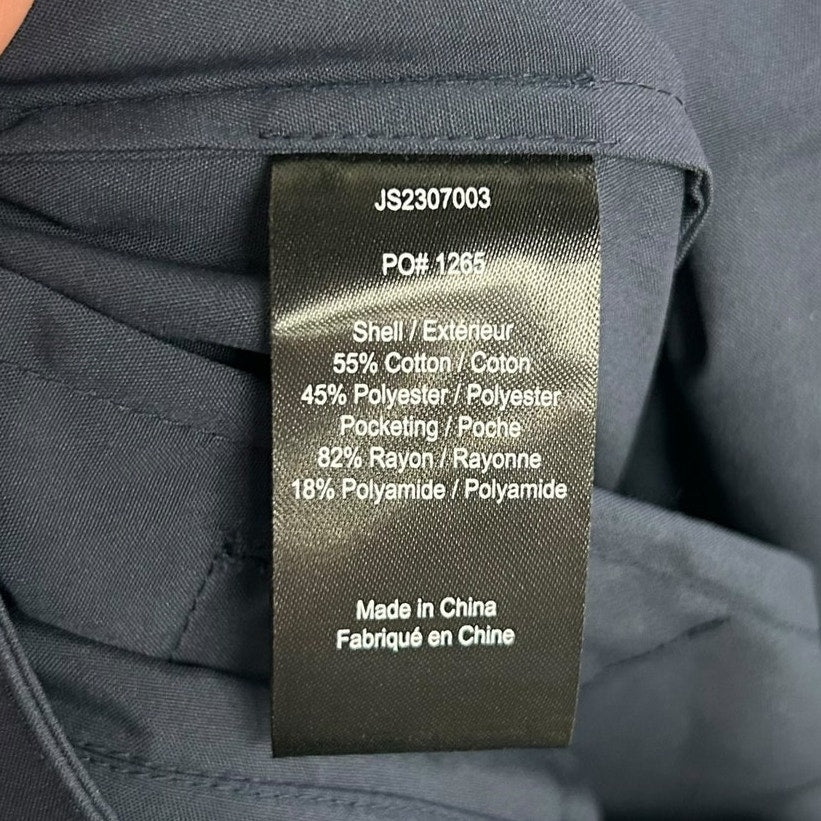 JS2307003
PO# 1265
Shell / Extérieur
55% Cotton / Coton
45% Polyester / Polyester
Pocketing / Poche
82% Rayon / Rayonne
18% Polyamide / Polyamide
Made in China
Fabriqué en Chine